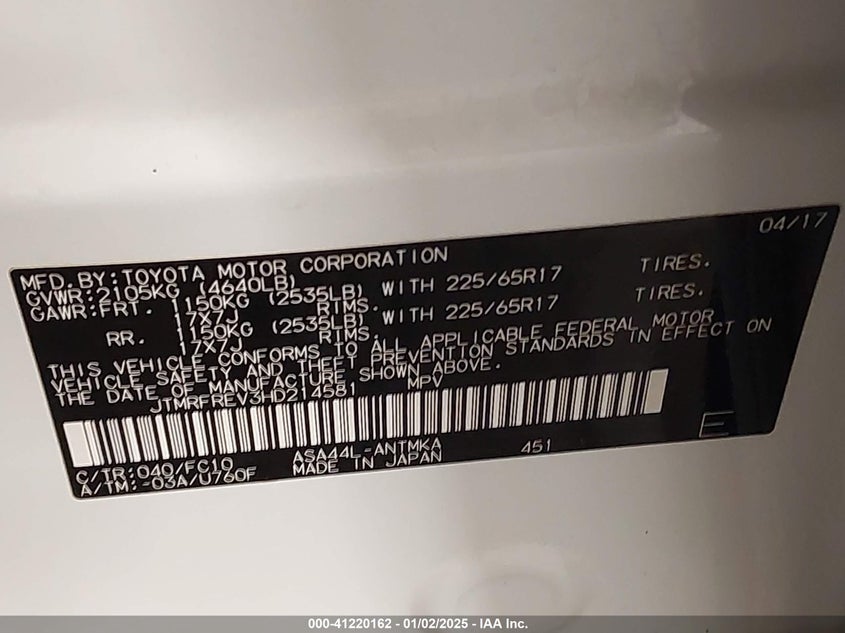 04/17
MFD. BY: TOYOTA MOTOR CORPORATION
GVWR: 2105KG (4640LB)
GAWR: FRT. 1150KG (2535LB) WITH 225/65R17 TIRES.
17X7J RIMS.
RR. 1150KG (2535LB) WITH 225/65R17 TIRES.
17X7J RIMS.
THIS VEHICLE CONFORMS TO ALL APPLICABLE FEDERAL MOTOR
VEHICLE SAFETY AND THEFT PREVENTION STANDARDS IN EFFECT ON
THE DATE OF MANUFACTURE SHOWN ABOVE.
JTMRFREV3HD214581 MPV
E
C/TR: 040/FC10 ASA44L-ANTMKA 451
A/TM: -03A/U760F MADE IN JAPAN
000-41220162 - 01/02/2025 - IAA Inc.